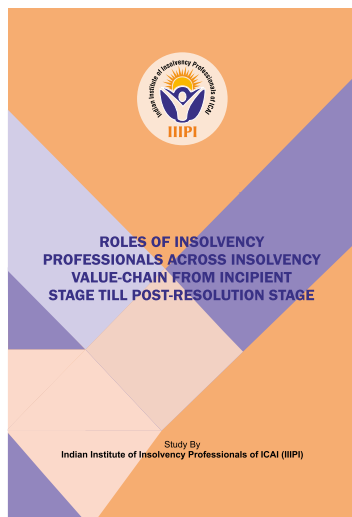 Indian Institute of Insolvency Professionals of ICAI
IIIPI
ROLES OF INSOLVENCY
PROFESSIONALS ACROSS INSOLVENCY
VALUE-CHAIN FROM INCIPIENT
STAGE TILL POST-RESOLUTION STAGE
Study By
Indian Institute of Insolvency Professionals of ICAI (IIIPI)